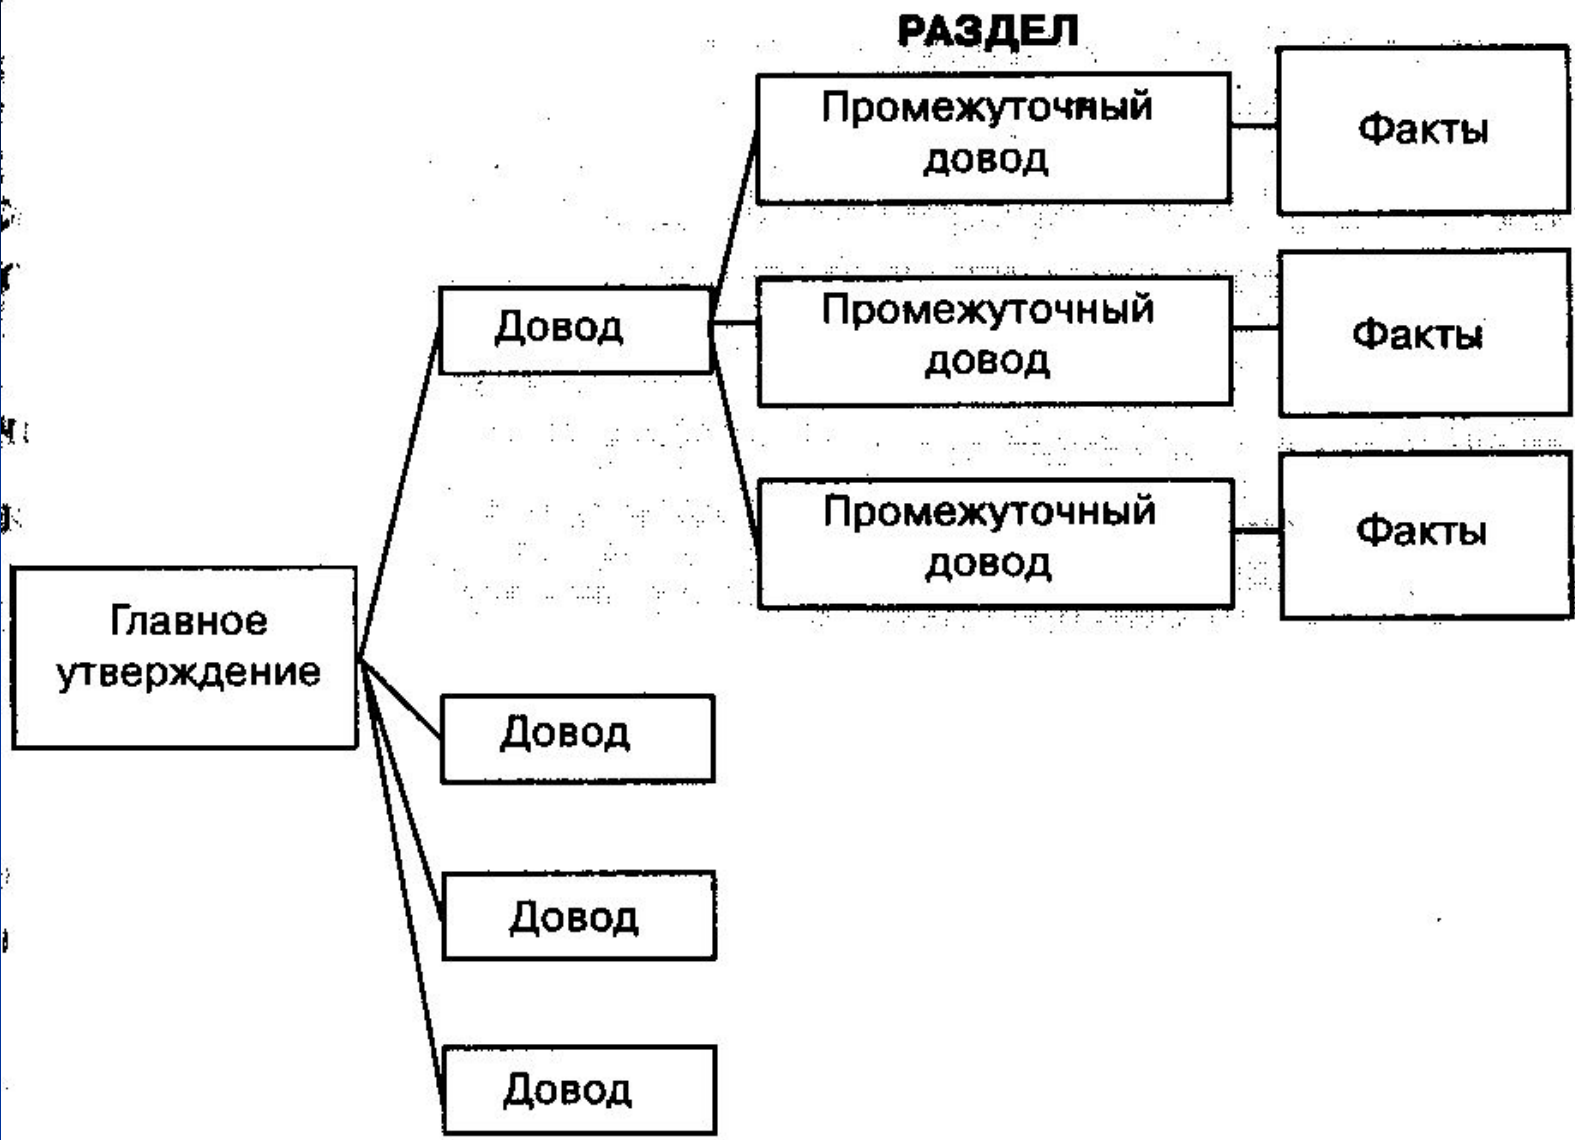 РАЗДЕЛ
Промежуточный
довод
Факты
Довод
Промежуточный
довод
Факты
Промежуточный
довод
Факты
Главное
утверждение
Довод
Довод
Довод